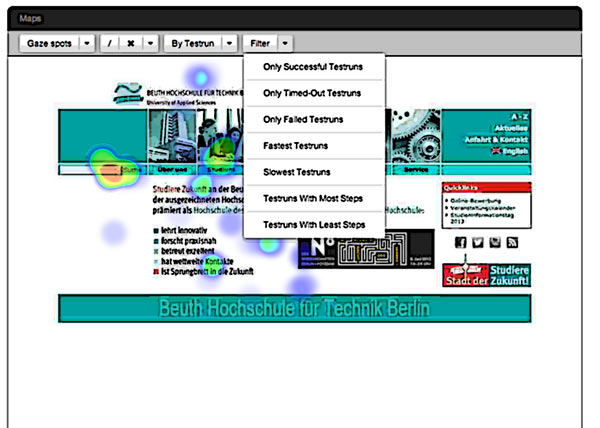 Maps
Gaze spots
/
⌘
By Testrun
Filter
Only Successful Testruns
Only Timed-Out Testruns
Only Failed Testruns
Fastest Testruns
Slowest Testruns
Testruns With Most Steps
Testruns With Least Steps
BEUTH HOCHSCHULE FÜR TECHNIK B
University of Applied Sciences
A - Z
Aktuelles
Anfahrt & Kontakt
English
Über uns
Studium
Service
Studiere Zukunft an der Beu
der ausgezeichneten Hochsc
prämiert als Hochschule des
Hochschulen
lehrt innovativ
forscht praxisnah
betreut exzellent
hat weltweite Kontakte
ist Sprungbrett in die Zukunft
Quicklinks
Online-Bewerbung
Veranstaltungskalender
Studieninformationstag
2013
Studiere
Stadt der Zukunft!
Beuth Hochschule für Technik Berlin